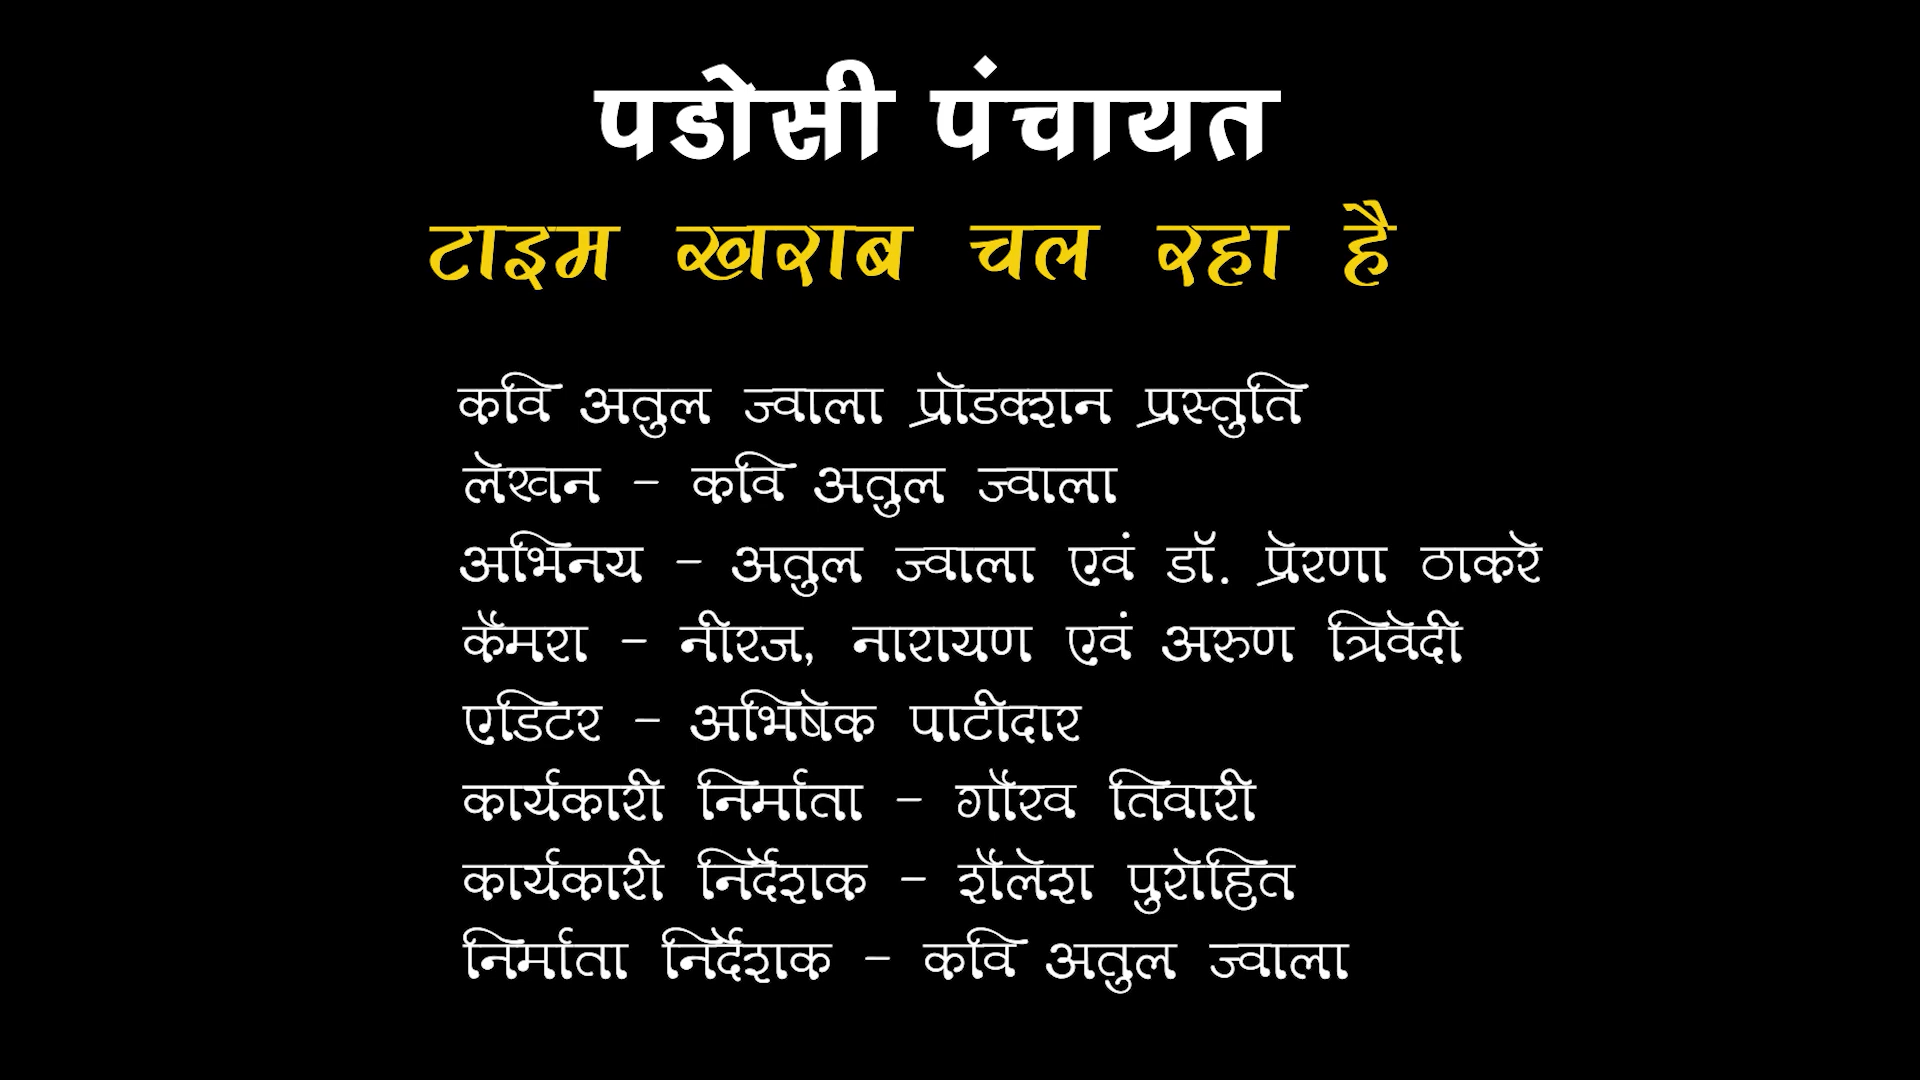 पडोसी पंचायत
टाइम खराब चल रहा है
कवि अतुल ज्वाला प्रोडक्शन प्रस्तुति
लेखन - कवि अतुल ज्वाला
अभिनय - अतुल ज्वाला एवं डॉ. प्रेरणा ठाकरे
कैमरा - नीरज, नारायण एवं अरुण त्रिवेदी
एडिटर - अभिषेक पाटीदार
कार्यकारी निर्माता - गौरव तिवारी
कार्यकारी निर्देशक - शैलेश पुरोहित
निर्माता निर्देशक - कवि अतुल ज्वाला